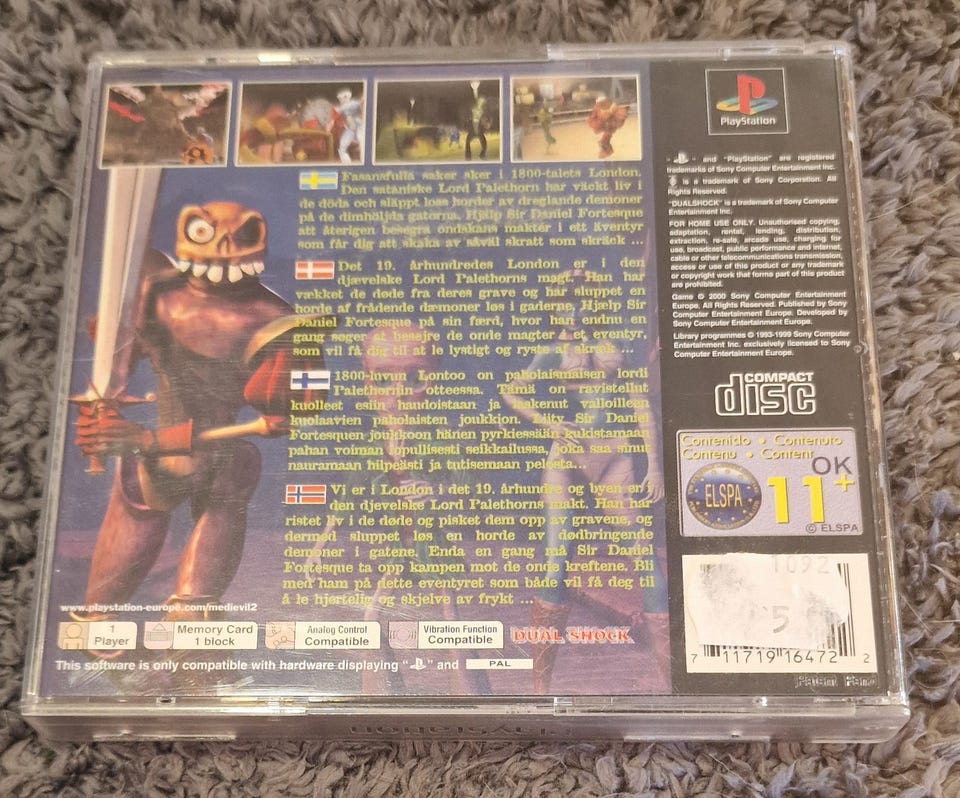 Fasansfulla saker sker i 1800-talets London.
Den sataniske Lord Palethorn har väckt liv i
de döda och släppt loss horder av dreglande demoner
på de dimhöljda gatorna. Hjälp Sir Daniel Fortesque
att återigen besegra ondskans makter i ett äventyr
som får dig att skaka av såväl skratt som skräck ...
Det 19. århundredes London er i den
djævelske Lord Palethorns magt. Han har
vækket de døde fra deres grave og har sluppet en
horde af frådende dæmoner løs i gaderne. Hjælp Sir
Daniel Fortesque på sin færd, hvor han endnu en
gang søger at besejre de onde magter i et eventyr,
som vil få dig til at le lystigt og ryste af skræk ...
1800-luvun Lontoo on paholaismaisen lordi
Palethornin otteessa. Tämä on ravistellut
kuolleet esiin haudoistaan ja laskenut valloilleen
kuolaavien paholaisten joukkion. Liity Sir Daniel
Fortesquen joukkoon hänen pyrkiessään kukistamaan
pahan voiman lopullisesti seikkailussa, joka saa sinut
nauramaan hilpeästi ja tutisemaan pelosta...
Vi er i London i det 19. århundre og byen er i
den djevelske Lord Palethorns makt. Han har
ristet liv i de døde og pisket dem opp av gravene, og
dermed sluppet løs en horde av dødbringende
demoner i gatene. Enda en gang må Sir Daniel
Fortesque ta opp kampen mot de onde kreftene. Bli
med ham på dette eventyret som både vil få deg til
å le hjertelig og skjelve av frykt ...
www.playstation-europe.com/medievil2
1
Player
Memory Card
1 block
Analog Control
Compatible
Vibration Function
Compatible
DUAL SHOCK
This software is only compatible with hardware displaying " " and PAL
PlayStation
" " and "PlayStation" are registered
trademarks of Sony Computer Entertainment Inc.
is a trademark of Sony Corporation. All
Rights Reserved.
"DUALSHOCK" is a trademark of Sony Computer
Entertainment Inc.
FOR HOME USE ONLY. Unauthorised copying,
adaptation, rental, lending, distribution,
extraction, re-sale, arcade use, charging for
use, broadcast, public performance and internet,
cable or other telecommunications transmission,
access or use of this product or any trademark
or copyright work that forms part of this product
are prohibited.
Game © 2000 Sony Computer Entertainment
Europe. All Rights Reserved. Published by Sony
Computer Entertainment Europe. Developed by
Sony Computer Entertainment Europe.
Library programmes © 1993-1999 Sony Computer
Entertainment Inc. exclusively licensed to Sony
Computer Entertainment Europe.
COMPACT
disc
Contenido • Contenuto
Contenu • Content
OK
ELSPA
11+
© ELSPA
1092
5
7 11719 16472 2